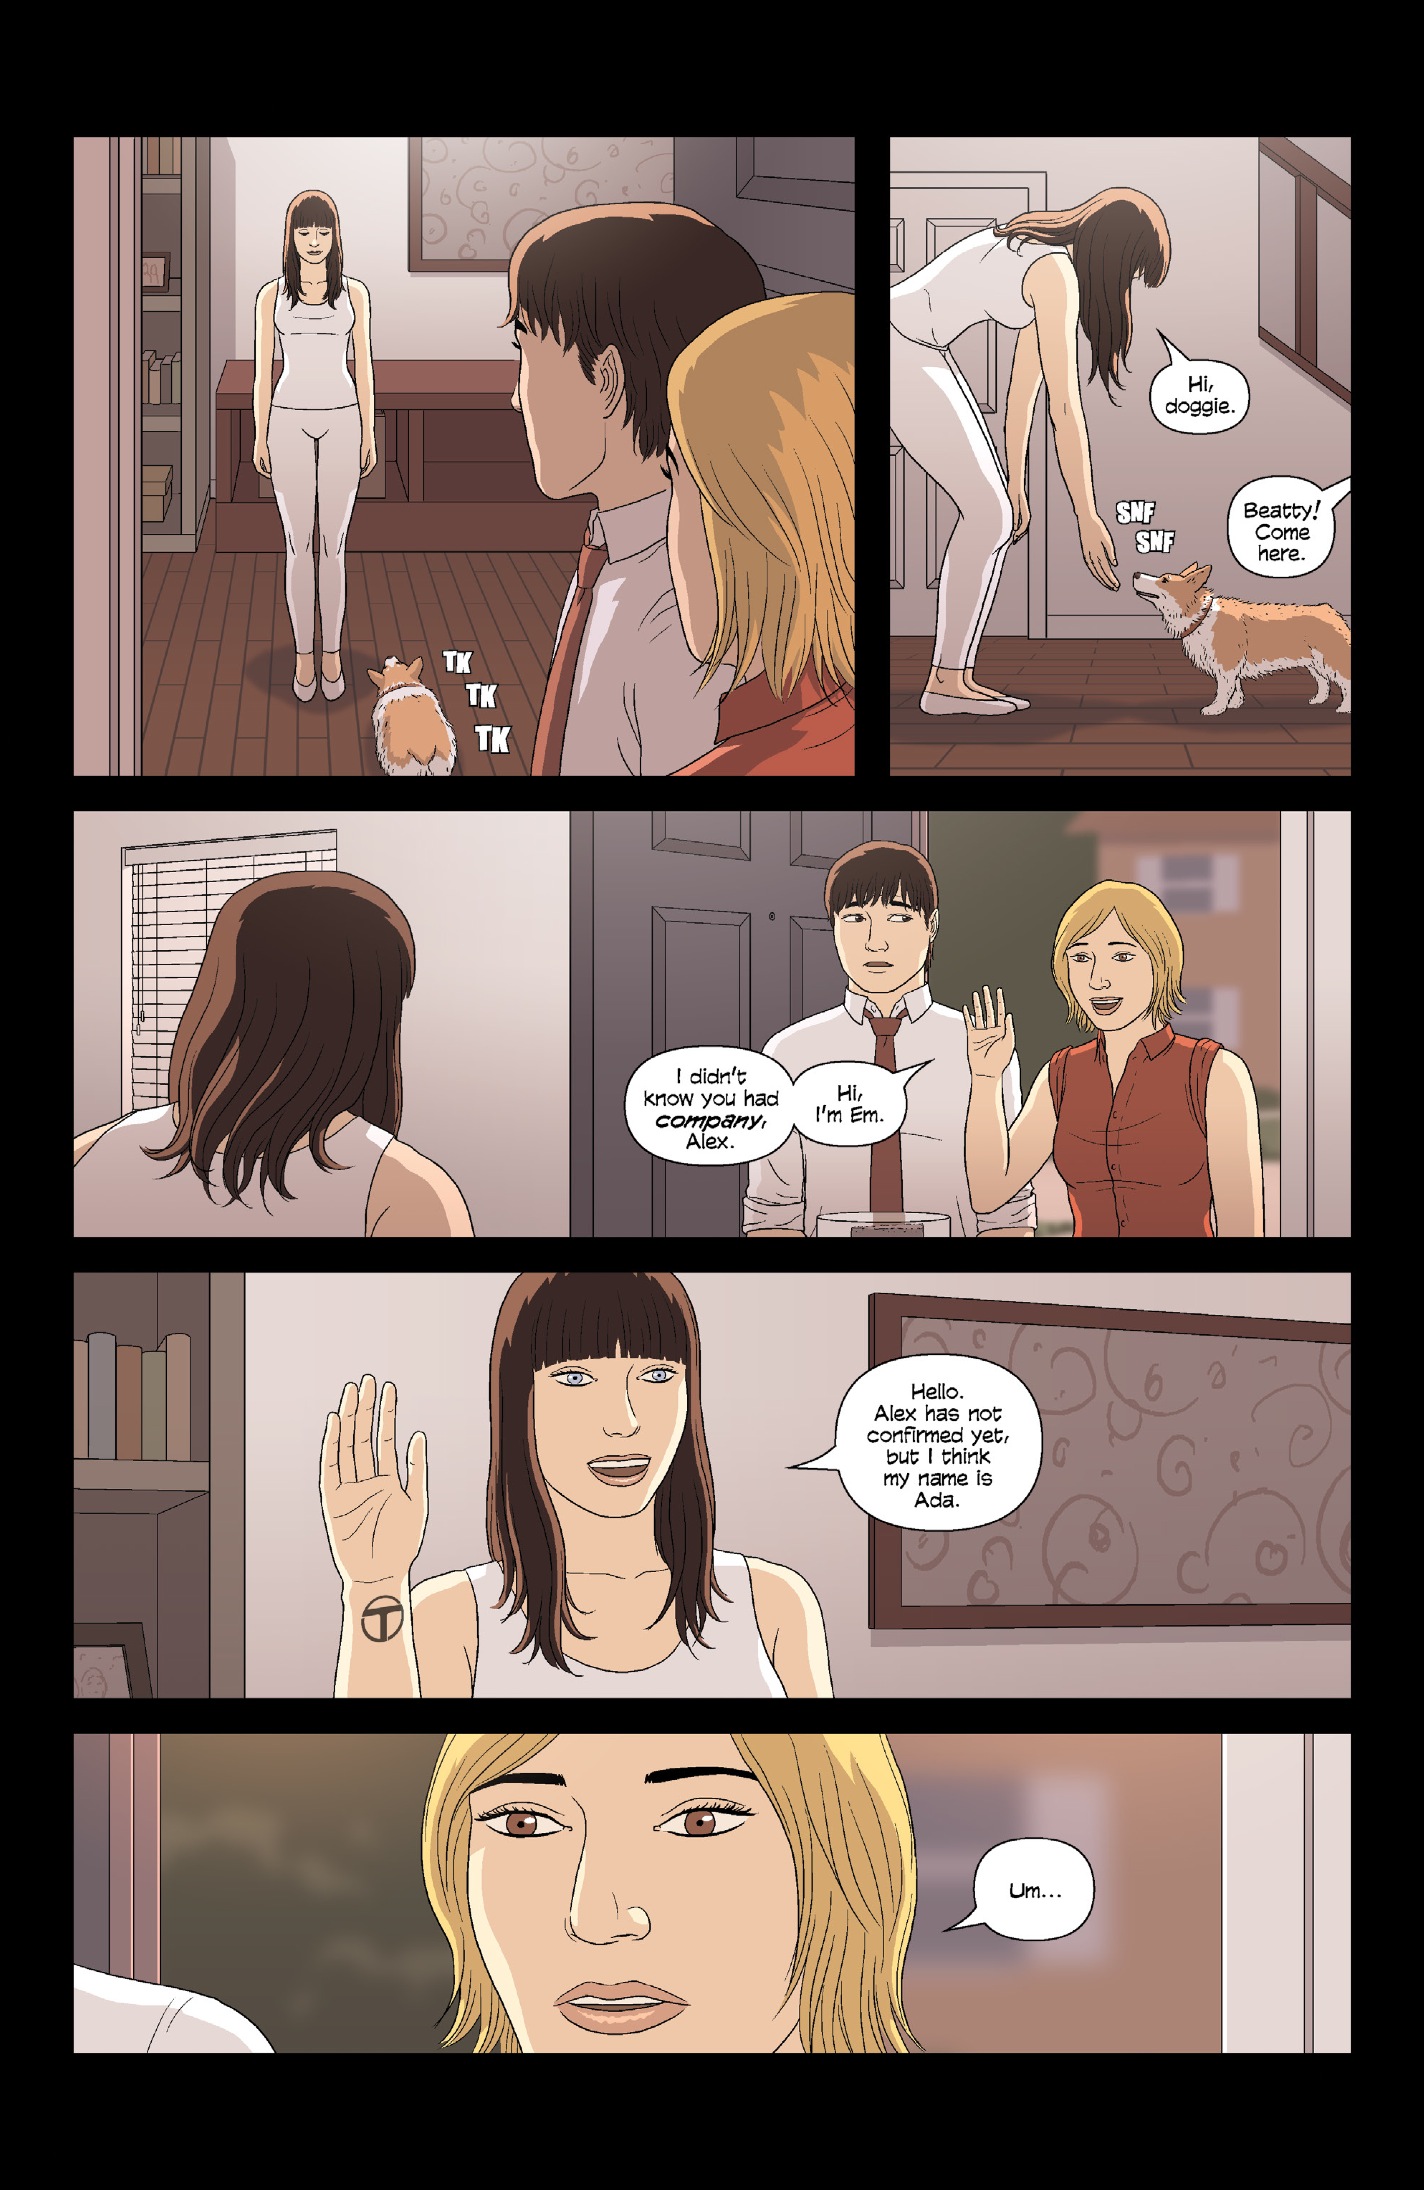 TK
TK
TK
Hi,
doggie.
SNF
SNF
Beatty!
Come
here.
I didn't
know you had
company,
Alex.
Hi,
I'm Em.
Hello.
Alex has not
confirmed yet,
but I think
my name is
Ada.
T
Um...